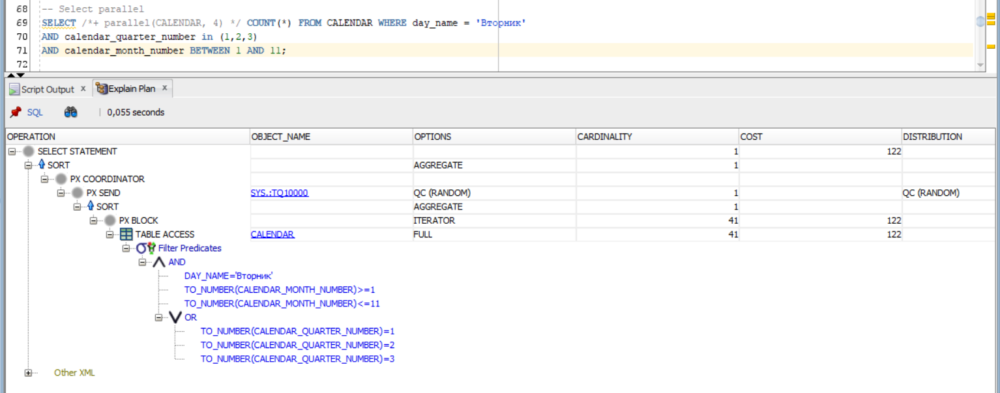 68 -- Select parallel
69 SELECT /*+ parallel(CALENDAR, 4) */ COUNT(*) FROM CALENDAR WHERE day_name = 'Вторник'
70 AND calendar_quarter_number in (1,2,3)
71 AND calendar_month_number BETWEEN 1 AND 11;
72
Script Output x Explain Plan x
SQL | 0,055 seconds
OPERATION OBJECT_NAME OPTIONS CARDINALITY COST DISTRIBUTION
SELECT STATEMENT 1 122
SORT AGGREGATE 1
PX COORDINATOR
PX SEND SYS.:TQ10000 QC (RANDOM) 1 QC (RANDOM)
SORT AGGREGATE 1
PX BLOCK ITERATOR 41 122
TABLE ACCESS CALENDAR FULL 41 122
Filter Predicates
AND
DAY_NAME='Вторник'
TO_NUMBER(CALENDAR_MONTH_NUMBER)>=1
TO_NUMBER(CALENDAR_MONTH_NUMBER)<=11
OR
TO_NUMBER(CALENDAR_QUARTER_NUMBER)=1
TO_NUMBER(CALENDAR_QUARTER_NUMBER)=2
TO_NUMBER(CALENDAR_QUARTER_NUMBER)=3
Other XML